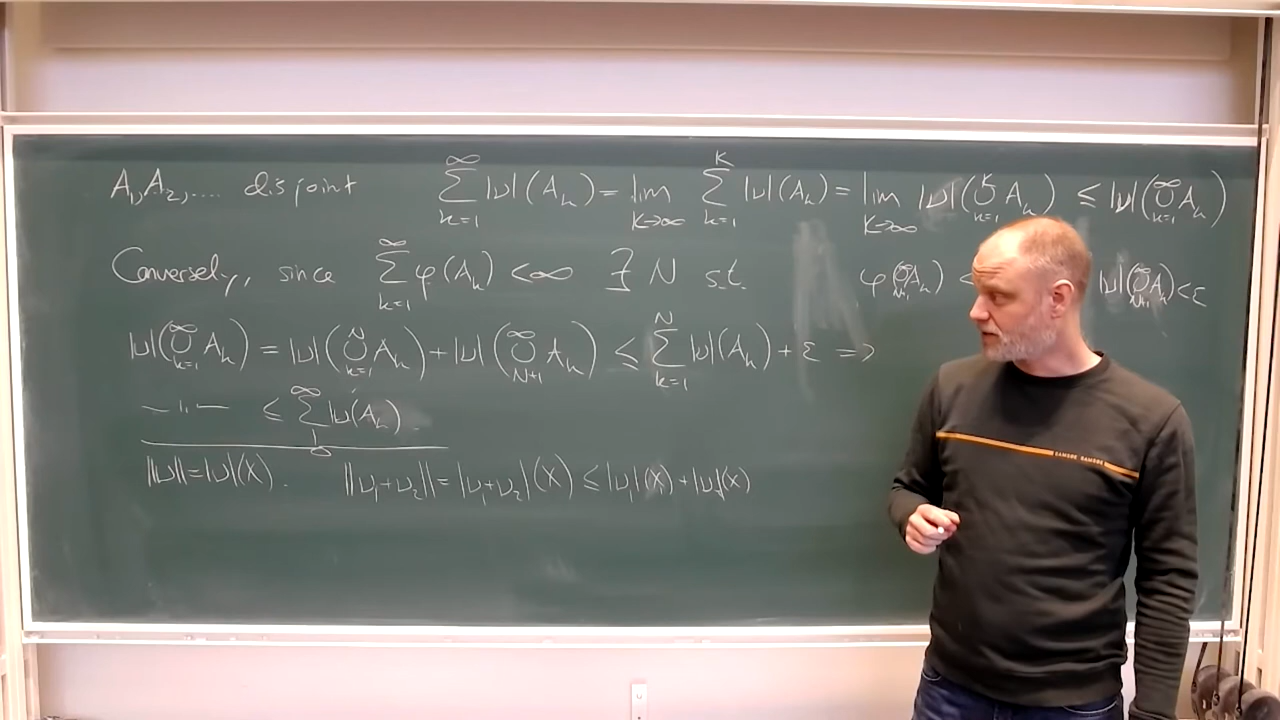 A₁, A₂, .... disjoint ∑_{k=1}^{∞} |ν|(A_k) = lim_{K→∞} ∑_{k=1}^{K} |ν|(A_k) = lim_{K→∞} |ν|(⋃_{k=1}^{K} A_k) ≤ |ν|(⋃_{k=1}^{∞} A_k)
Conversely, since ∑_{k=1}^{∞} φ(A_k) < ∞ ∃ N s.t. φ(⋃_{N+1}^{∞} A_k) < |ν|(⋃_{N+1}^{∞} A_k) < ε
|ν|(⋃_{k=1}^{∞} A_k) = |ν|(⋃_{k=1}^{N} A_k) + |ν|(⋃_{N+1}^{∞} A_k) ≤ ∑_{k=1}^{N} |ν|(A_k) + ε ⇒
—〃— ≤ ∑_{1}^{∞} |ν|(A_k).
||ν|| = |ν|(X). ||ν₁+ν₂|| = |ν₁+ν₂|(X) ≤ |ν₁|(X) + |ν₂|(X)